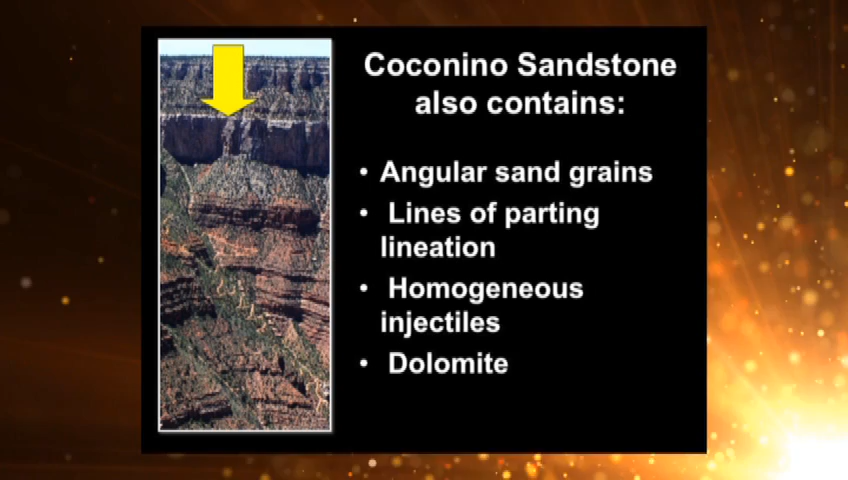 Coconino Sandstone
also contains:
• Angular sand grains
• Lines of parting
lineation
• Homogeneous
injectiles
• Dolomite